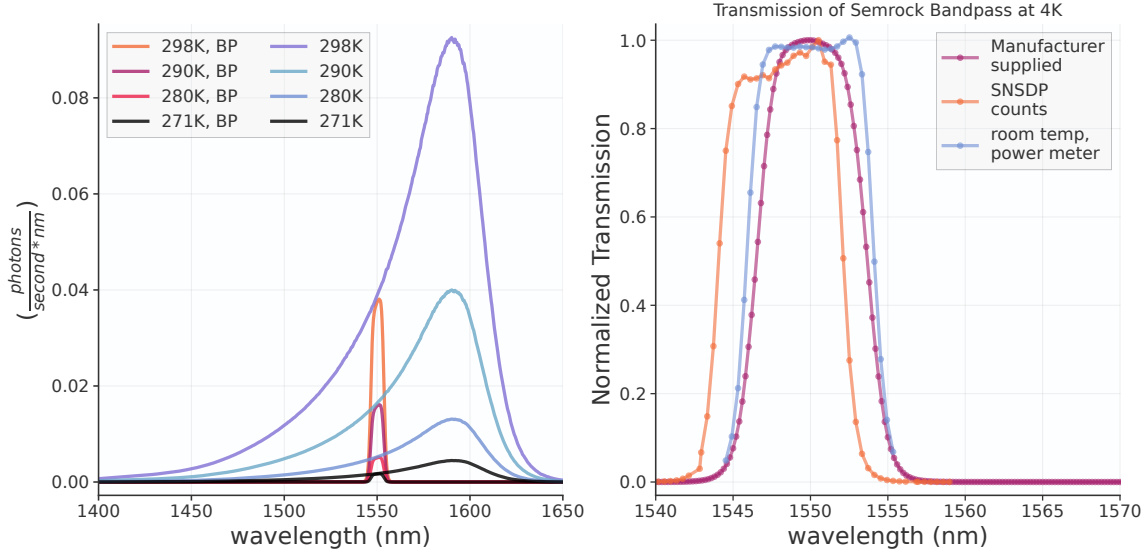 Transmission of Semrock Bandpass at 4K
298K, BP
290K, BP
280K, BP
271K, BP
298K
290K
280K
271K
0.08
0.06
0.04
0.02
0.00
(photons
second * nm)
1400
1450
1500
1550
1600
1650
wavelength (nm)
Manufacturer
supplied
SNSDP
counts
room temp,
power meter
1.0
0.8
0.6
0.4
0.2
0.0
Normalized Transmission
1540
1545
1550
1555
1560
1565
1570
wavelength (nm)